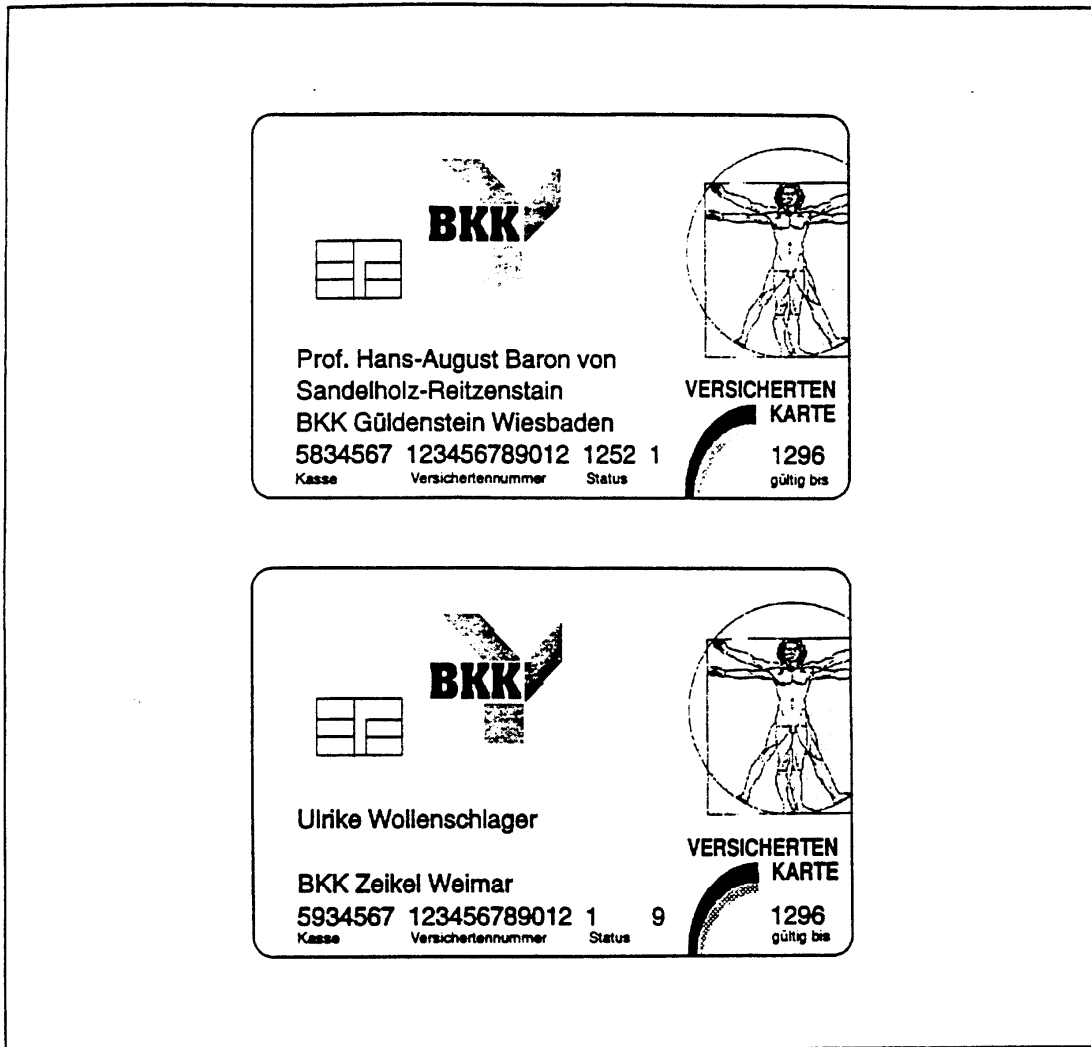 BKK
Prof. Hans-August Baron von
Sandelholz-Reitzenstain
BKK Güldenstein Wiesbaden
5834567 123456789012 1252 1
Kasse Versichertennummer Status
VERSICHERTEN
KARTE
1296
gültig bis
BKK
Ulrike Wollenschlager
BKK Zeikel Weimar
5934567 123456789012 1 9
Kasse Versichertennummer Status
VERSICHERTEN
KARTE
1296
gültig bis